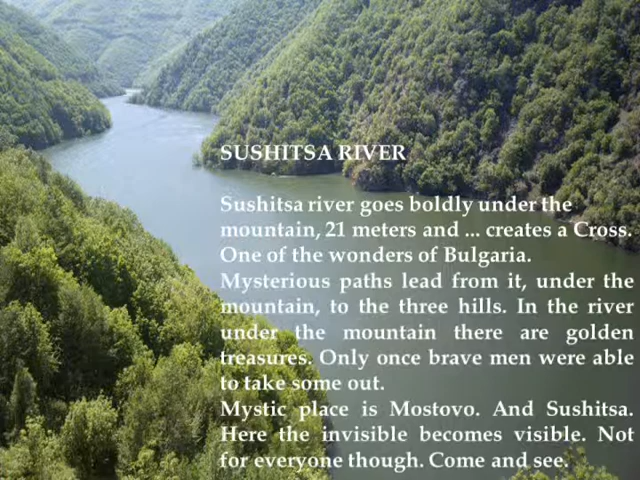 SUSHITSA RIVER
Sushitsa river goes boldly under the
mountain, 21 meters and ... creates a Cross.
One of the wonders of Bulgaria.
Mysterious paths lead from it, under the
mountain, to the three hills. In the river
under the mountain there are golden
treasures. Only once brave men were able
to take some out.
Mystic place is Mostovo. And Sushitsa.
Here the invisible becomes visible. Not
for everyone though. Come and see.